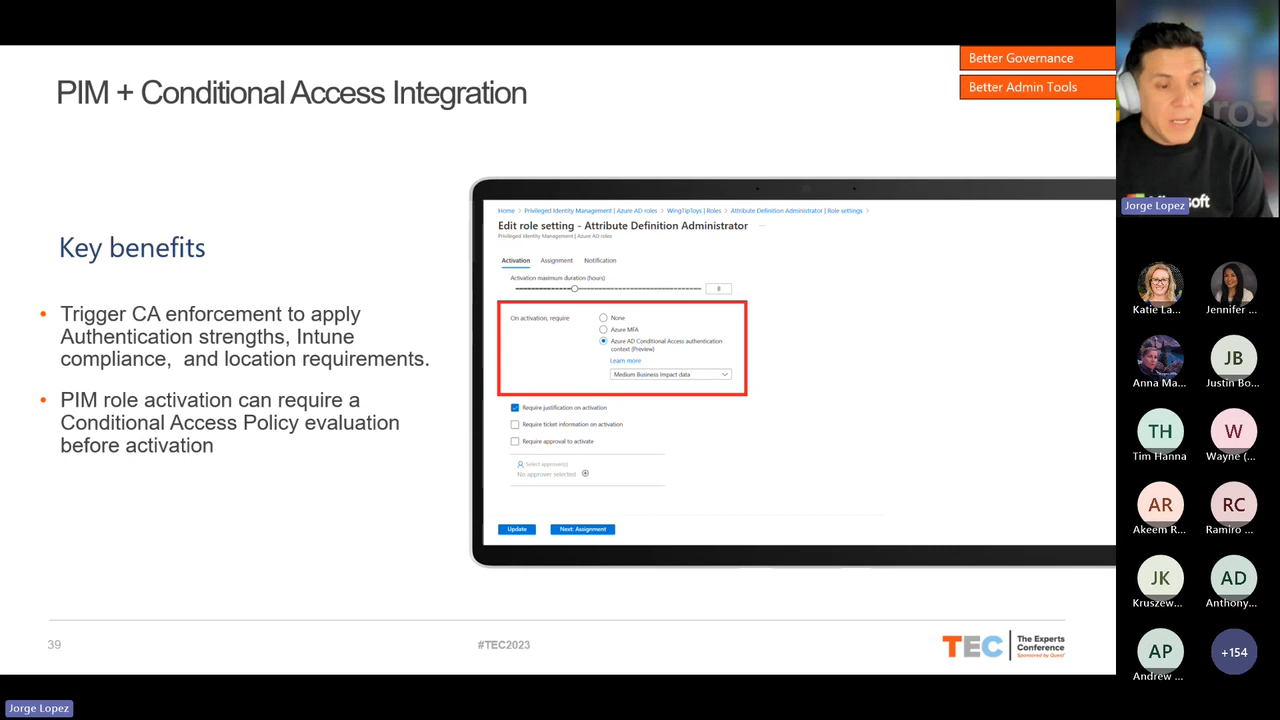 PIM + Conditional Access Integration
Better Governance
Better Admin Tools
Key benefits
• Trigger CA enforcement to apply
Authentication strengths, Intune
compliance, and location requirements.
• PIM role activation can require a
Conditional Access Policy evaluation
before activation
Home > Privileged Identity Management | Azure AD roles > WingTipToys | Roles > Attribute Definition Administrator | Role settings >
Edit role setting - Attribute Definition Administrator ...
Privileged Identity Management | Azure AD roles
Activation Assignment Notification
Activation maximum duration (hours)
8
On activation, require
None
Azure MFA
Azure AD Conditional Access authentication
context (Preview)
Learn more
Medium Business Impact data
Require justification on activation
Require ticket information on activation
Require approval to activate
Select approver(s)
No approver selected
Update
Next: Assignment
39
#TEC2023
TEC
The Experts
Conference
Sponsored by Quest
Jorge Lopez
Katie La...
Jennifer ...
Anna Ma...
JB
Justin Bo...
TH
Tim Hanna
W
Wayne (...
AR
Akeem R...
RC
Ramiro ...
JK
Kruszew...
AD
Anthony...
AP
Andrew ...
+154
Jorge Lopez